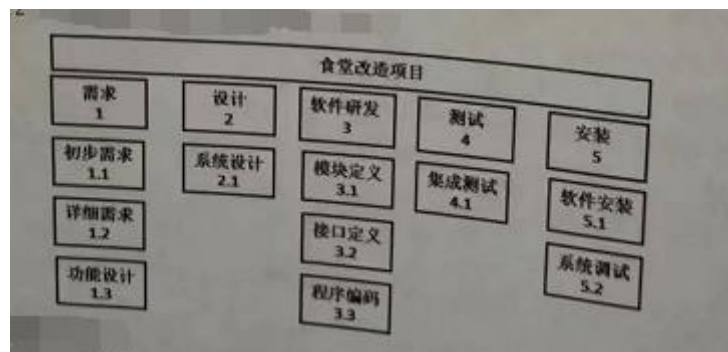 食堂改造项目
需求
1
设计
2
软件研发
3
测试
4
安装
5
初步需求
1.1
系统设计
2.1
模块定义
3.1
集成测试
4.1
软件安装
5.1
详细需求
1.2
接口定义
3.2
系统调试
5.2
功能设计
1.3
程序编码
3.3